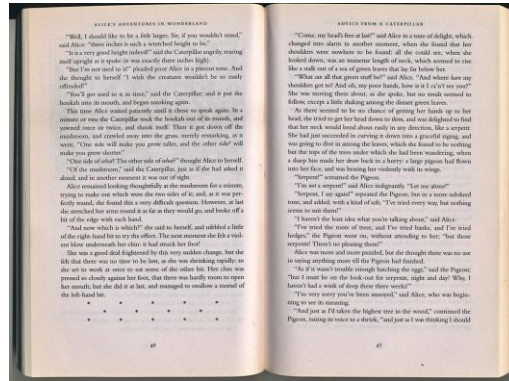 ALICE'S ADVENTURES IN WONDERLAND
"Well, I should like to be a little larger, Sir, if you wouldn't mind,"
said Alice: "three inches is such a wretched height to be."
"It is a very good height indeed!" said the Caterpillar angrily, rearing
itself upright as it spoke (it was exactly three inches high).
"But I'm not used to it!" pleaded poor Alice in a piteous tone. And
she thought to herself "I wish the creatures wouldn't be so easily
offended!"
"You'll get used to it in time," said the Caterpillar; and it put the
hookah into its mouth, and began smoking again.
This time Alice waited patiently until it chose to speak again. In a
minute or two the Caterpillar took the hookah out of its mouth, and
yawned once or twice, and shook itself. Then it got down off the
mushroom, and crawled away into the grass, merely remarking, as it
went, "One side will make you grow taller, and the other side will
make you grow shorter."
"One side of what? The other side of what?" thought Alice to herself.
"Of the mushroom," said the Caterpillar, just as if she had asked it
aloud; and in another moment it was out of sight.
Alice remained looking thoughtfully at the mushroom for a minute,
trying to make out which were the two sides of it; and, as it was per-
fectly round, she found this a very difficult question. However, at last
she stretched her arms round it as far as they would go, and broke off a
bit of the edge with each hand.
"And now which is which?" she said to herself, and nibbled a little
of the right-hand bit to try the effect. The next moment she felt a viol-
ent blow underneath her chin: it had struck her foot!
She was a good deal frightened by this very sudden change, but she
felt that there was no time to be lost, as she was shrinking rapidly: so
she set to work at once to eat some of the other bit. Her chin was
pressed so closely against her foot, that there was hardly room to open
her mouth; but she did it at last, and managed to swallow a morsel of
the left-hand bit.
* * * * *
* * * *
* * * * *
46
ADVICE FROM A CATERPILLAR
"Come, my head's free at last!" said Alice in a tone of delight, which
changed into alarm in another moment, when she found that her
shoulders were nowhere to be found: all she could see, when she
looked down, was an immense length of neck, which seemed to rise
like a stalk out of a sea of green leaves that lay far below her.
"What can all that green stuff be?" said Alice. "And where have my
shoulders got to? And oh, my poor hands, how is it I ca'n't see you?"
She was moving them about, as she spoke, but no result seemed to
follow, except a little shaking among the distant green leaves.
As there seemed to be no chance of getting her hands up to her
head, she tried to get her head down to them, and was delighted to find
that her neck would bend about easily in any direction, like a serpent.
She had just succeeded in curving it down into a graceful zigzag, and
was going to dive in among the leaves, which she found to be nothing
but the tops of the trees under which she had been wandering, when
a sharp hiss made her draw back in a hurry: a large pigeon had flown
into her face, and was beating her violently with its wings.
"Serpent!" screamed the Pigeon.
"I'm not a serpent!" said Alice indignantly. "Let me alone!"
"Serpent, I say again!" repeated the Pigeon, but in a more subdued
tone, and added, with a kind of sob, "I've tried every way, but nothing
seems to suit them!"
"I haven't the least idea what you're talking about," said Alice.
"I've tried the roots of trees, and I've tried banks, and I've tried
hedges," the Pigeon went on, without attending to her; "but those
serpents! There's no pleasing them!"
Alice was more and more puzzled, but she thought there was no use
in saying anything more till the Pigeon had finished.
"As if it wasn't trouble enough hatching the eggs," said the Pigeon;
"but I must be on the look-out for serpents, night and day! Why, I
haven't had a wink of sleep these three weeks!"
"I'm very sorry you've been annoyed," said Alice, who was begin-
ning to see its meaning.
"And just as I'd taken the highest tree in the wood," continued the
Pigeon, raising its voice to a shriek, "and just as I was thinking I should
47